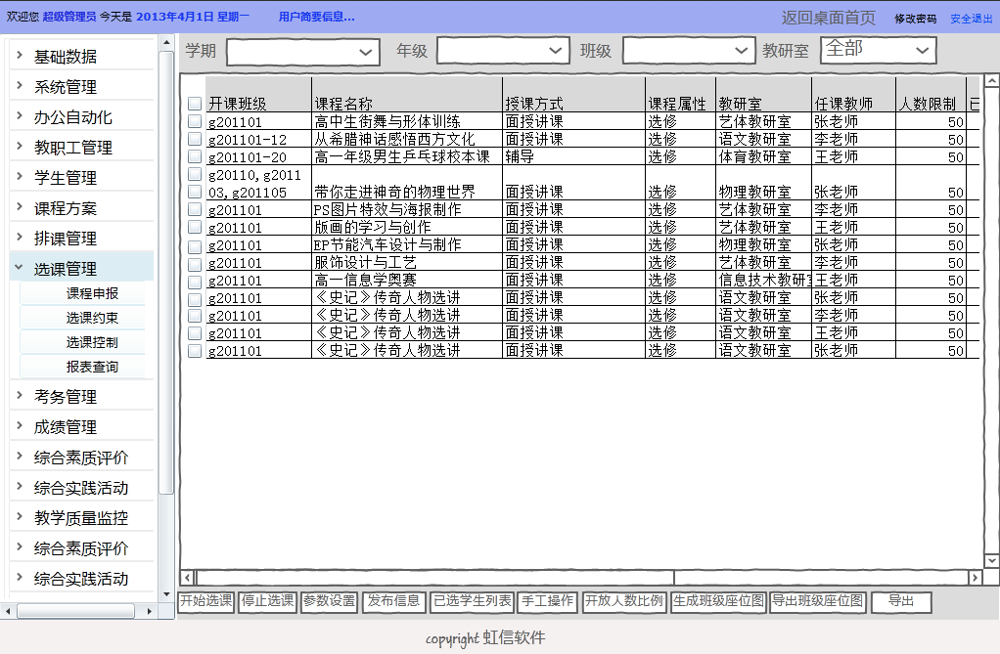 欢迎您 超级管理员 今天是 2013年4月1日 星期一 用户简要信息... 返回桌面首页 修改密码 安全退出
学期 年级 班级 教研室 全部
基础数据
系统管理
办公自动化
教职工管理
学生管理
课程方案
排课管理
选课管理
课程申报
选课约束
选课控制
报表查询
考务管理
成绩管理
综合素质评价
综合实践活动
教学质量监控
综合素质评价
综合实践活动
开课班级 课程名称 授课方式 课程属性 教研室 任课教师 人数限制 已
g201101 高中生街舞与形体训练 面授讲课 选修 艺体教研室 张老师 50
g201101-12 从希腊神话感悟西方文化 面授讲课 选修 语文教研室 李老师 50
g201101-20 高一年级男生乒乓球校本课 辅导 选修 体育教研室 王老师 50
g20110,g2011
03,g201105 带你走进神奇的物理世界 面授讲课 选修 物理教研室 张老师 50
g201101 PS图片特效与海报制作 面授讲课 选修 艺体教研室 李老师 50
g201101 版画的学习与创作 面授讲课 选修 艺体教研室 王老师 50
g201101 EP节能汽车设计与制作 面授讲课 选修 物理教研室 张老师 50
g201101 服饰设计与工艺 面授讲课 选修 艺体教研室 李老师 50
g201101 高一信息学奥赛 面授讲课 选修 信息技术教研室 王老师 50
g201101 《史记》传奇人物选讲 面授讲课 选修 语文教研室 张老师 50
g201101 《史记》传奇人物选讲 面授讲课 选修 语文教研室 李老师 50
g201101 《史记》传奇人物选讲 面授讲课 选修 语文教研室 王老师 50
g201101 《史记》传奇人物选讲 面授讲课 选修 语文教研室 张老师 50
开始选课 停止选课 参数设置 发布信息 已选学生列表 手工操作 开放人数比例 生成班级座位图 导出班级座位图 导出
copyright 虹信软件